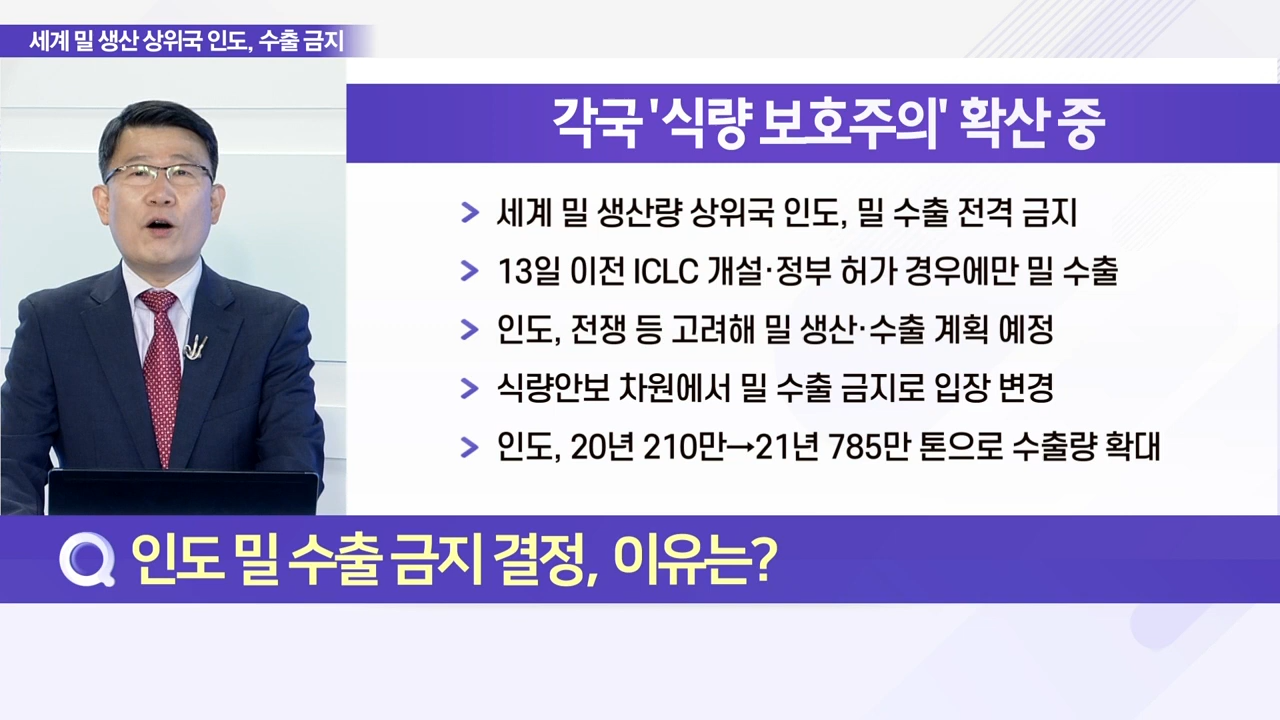 세계 밀 생산 상위국 인도, 수출 금지
각국 '식량 보호주의' 확산 중
> 세계 밀 생산량 상위국 인도, 밀 수출 전격 금지
> 13일 이전 ICLC 개설·정부 허가 경우에만 밀 수출
> 인도, 전쟁 등 고려해 밀 생산·수출 계획 예정
> 식량안보 차원에서 밀 수출 금지로 입장 변경
> 인도, 20년 210만→21년 785만 톤으로 수출량 확대
Q 인도 밀 수출 금지 결정, 이유는?